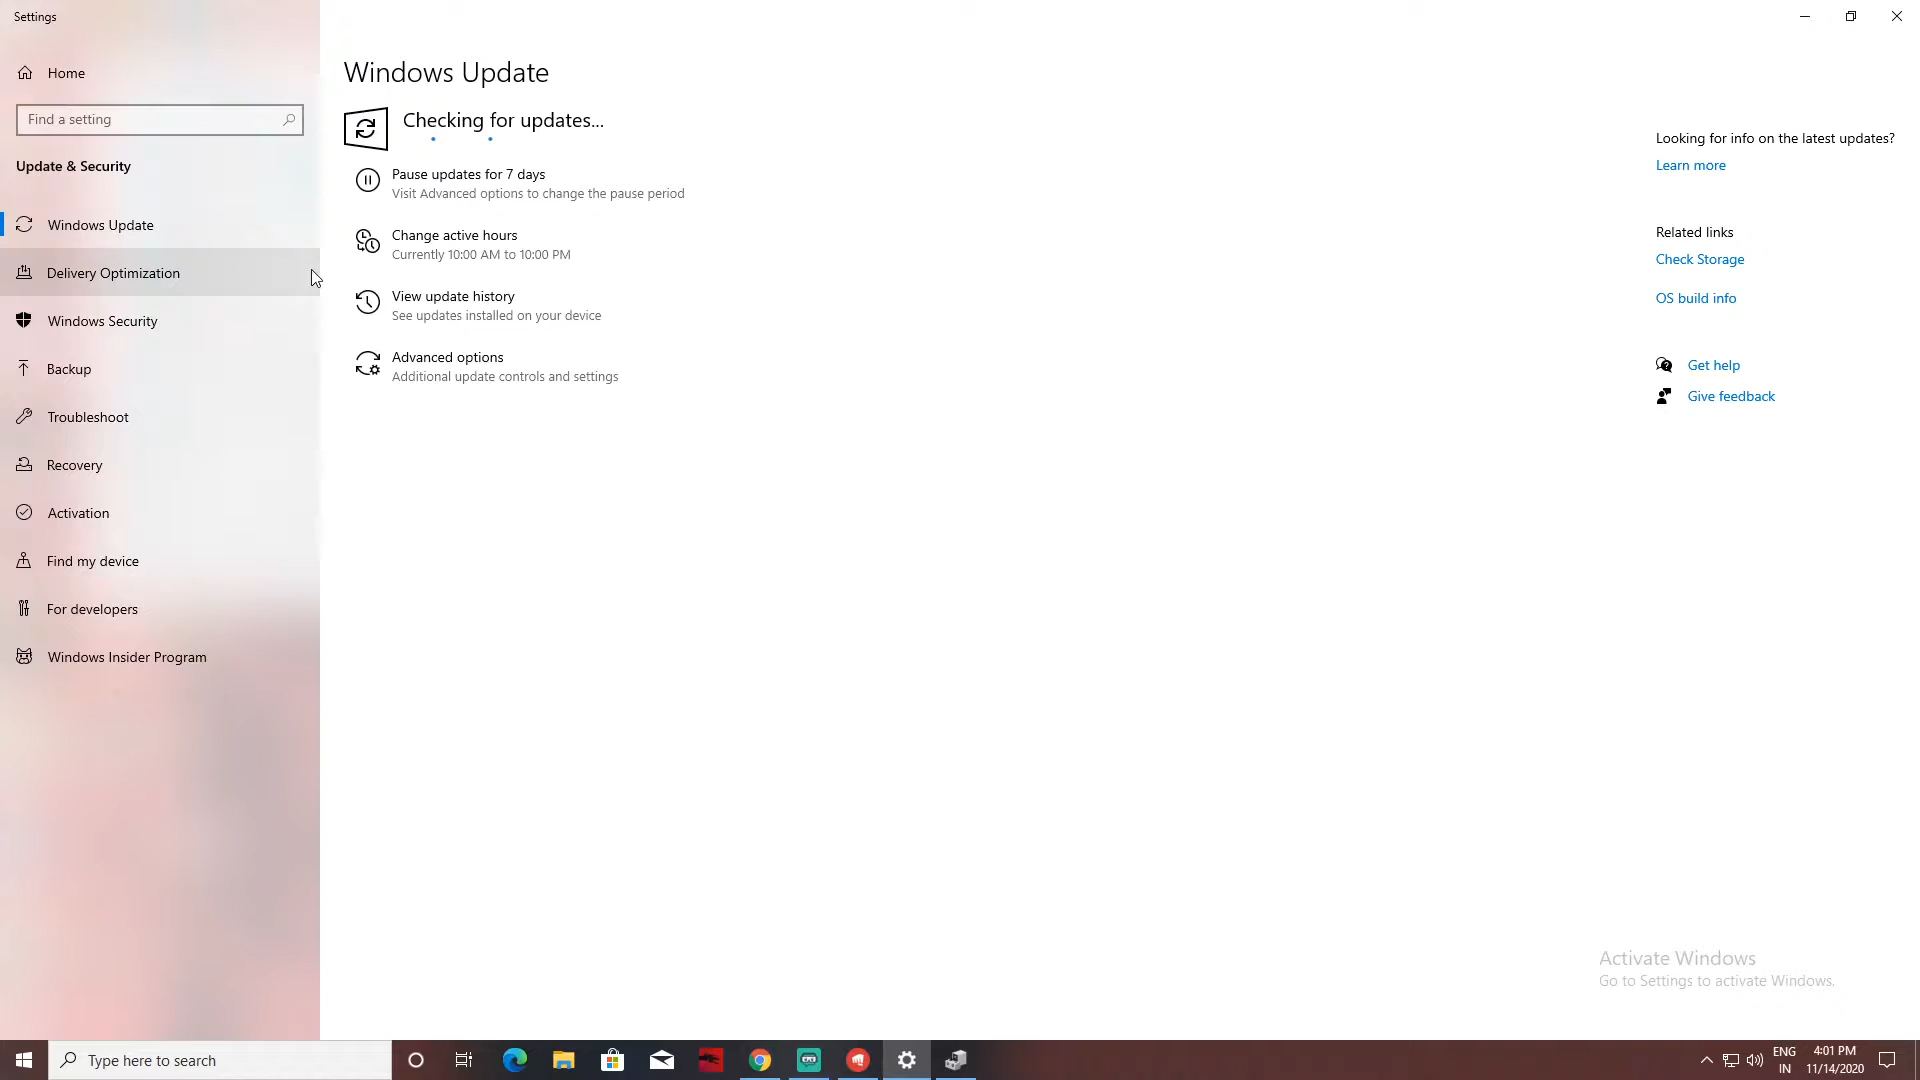 Settings
Home
Find a setting
Update & Security
Windows Update
Delivery Optimization
Windows Security
Backup
Troubleshoot
Recovery
Activation
Find my device
For developers
Windows Insider Program
Windows Update
Checking for updates...
Pause updates for 7 days
Visit Advanced options to change the pause period
Change active hours
Currently 10:00 AM to 10:00 PM
View update history
See updates installed on your device
Advanced options
Additional update controls and settings
Looking for info on the latest updates?
Learn more
Related links
Check Storage
OS build info
Get help
Give feedback
Activate Windows
Go to Settings to activate Windows.
Type here to search
ENG
IN
4:01 PM
11/14/2020